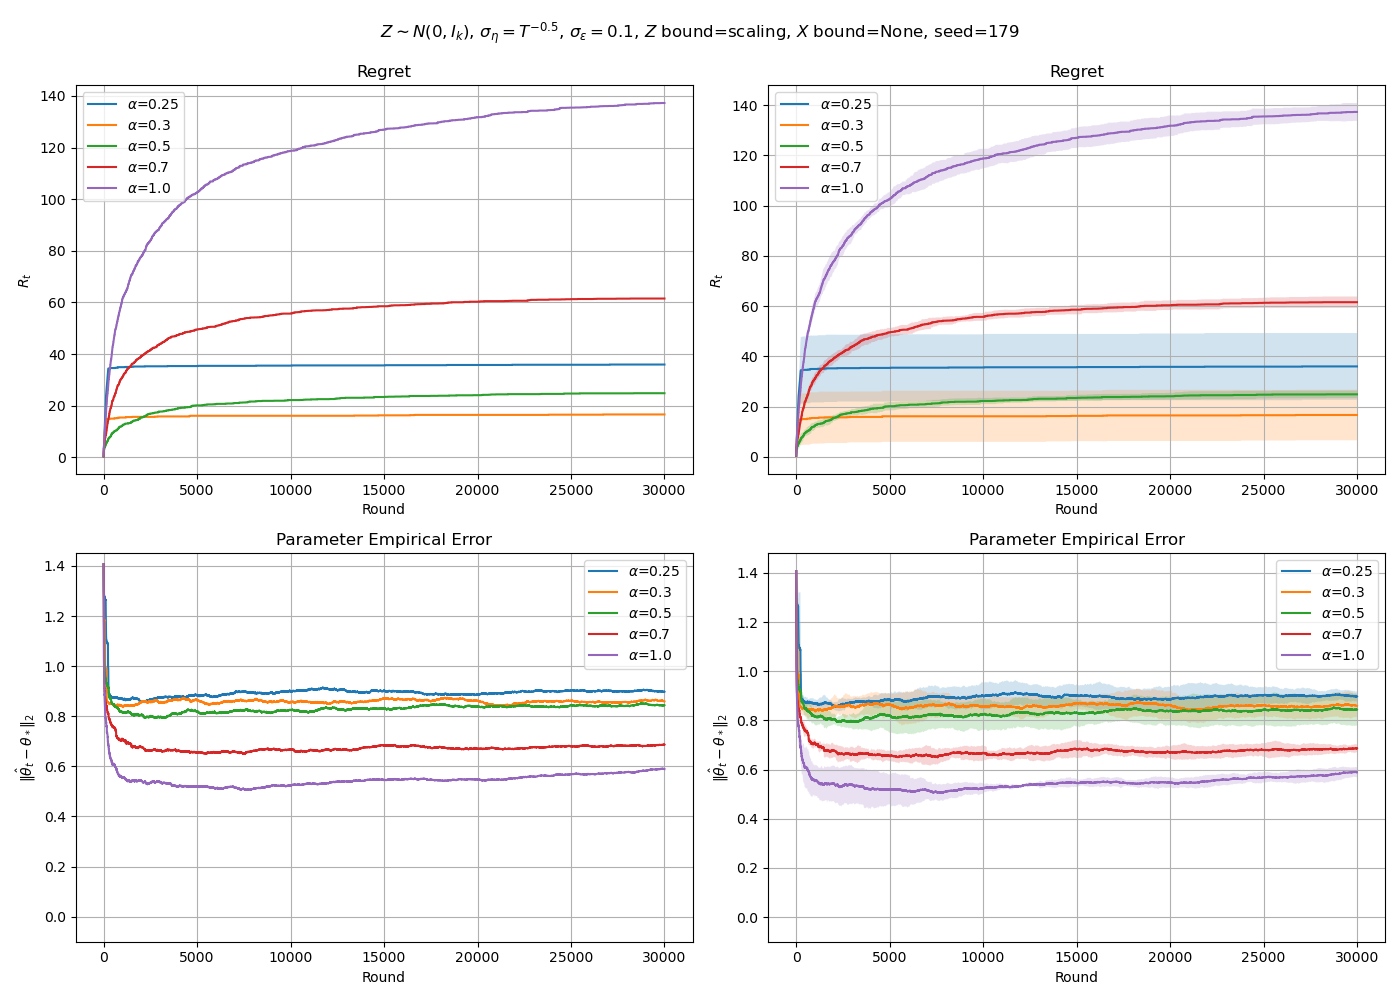 Z ∼ N(0, I_k), σ_η = T^{−0.5}, σ_ε = 0.1, Z bound=scaling, X bound=None, seed=179
Regret
R_t
140
120
100
80
60
40
20
0
α=0.25
α=0.3
α=0.5
α=0.7
α=1.0
0 5000 10000 15000 20000 25000 30000
Round
Regret
R_t
140
120
100
80
60
40
20
0
α=0.25
α=0.3
α=0.5
α=0.7
α=1.0
0 5000 10000 15000 20000 25000 30000
Round
Parameter Empirical Error
‖θ̂_t − θ_*‖_2
1.4
1.2
1.0
0.8
0.6
0.4
0.2
0.0
α=0.25
α=0.3
α=0.5
α=0.7
α=1.0
0 5000 10000 15000 20000 25000 30000
Round
Parameter Empirical Error
‖θ̂_t − θ_*‖_2
1.4
1.2
1.0
0.8
0.6
0.4
0.2
0.0
α=0.25
α=0.3
α=0.5
α=0.7
α=1.0
0 5000 10000 15000 20000 25000 30000
Round